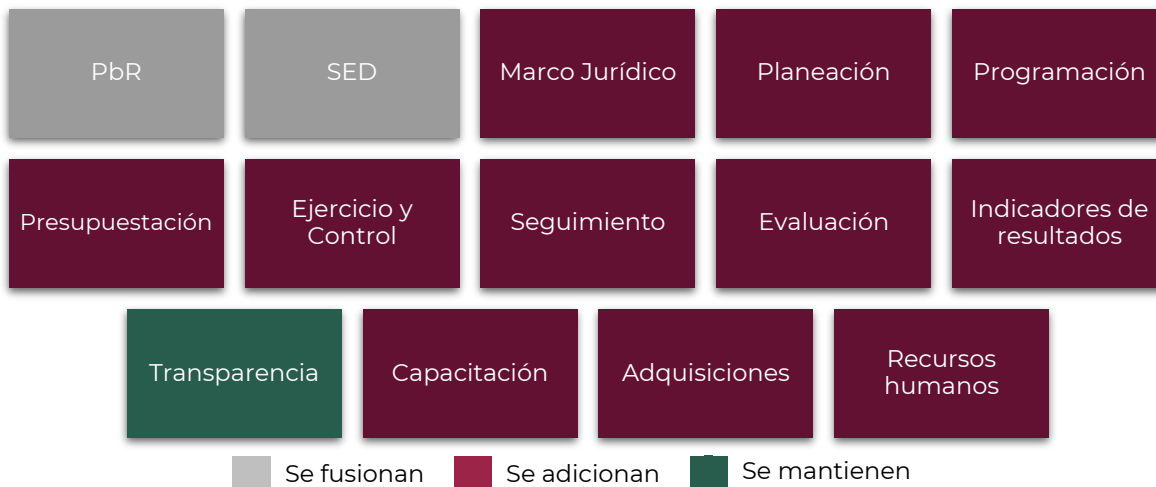 PbR
SED
Marco Jurídico
Planeación
Programación
Presupuestación
Ejercicio y
Control
Seguimiento
Evaluación
Indicadores de
resultados
Transparencia
Capacitación
Adquisiciones
Recursos
humanos
Se fusionan
Se adicionan
Se mantienen